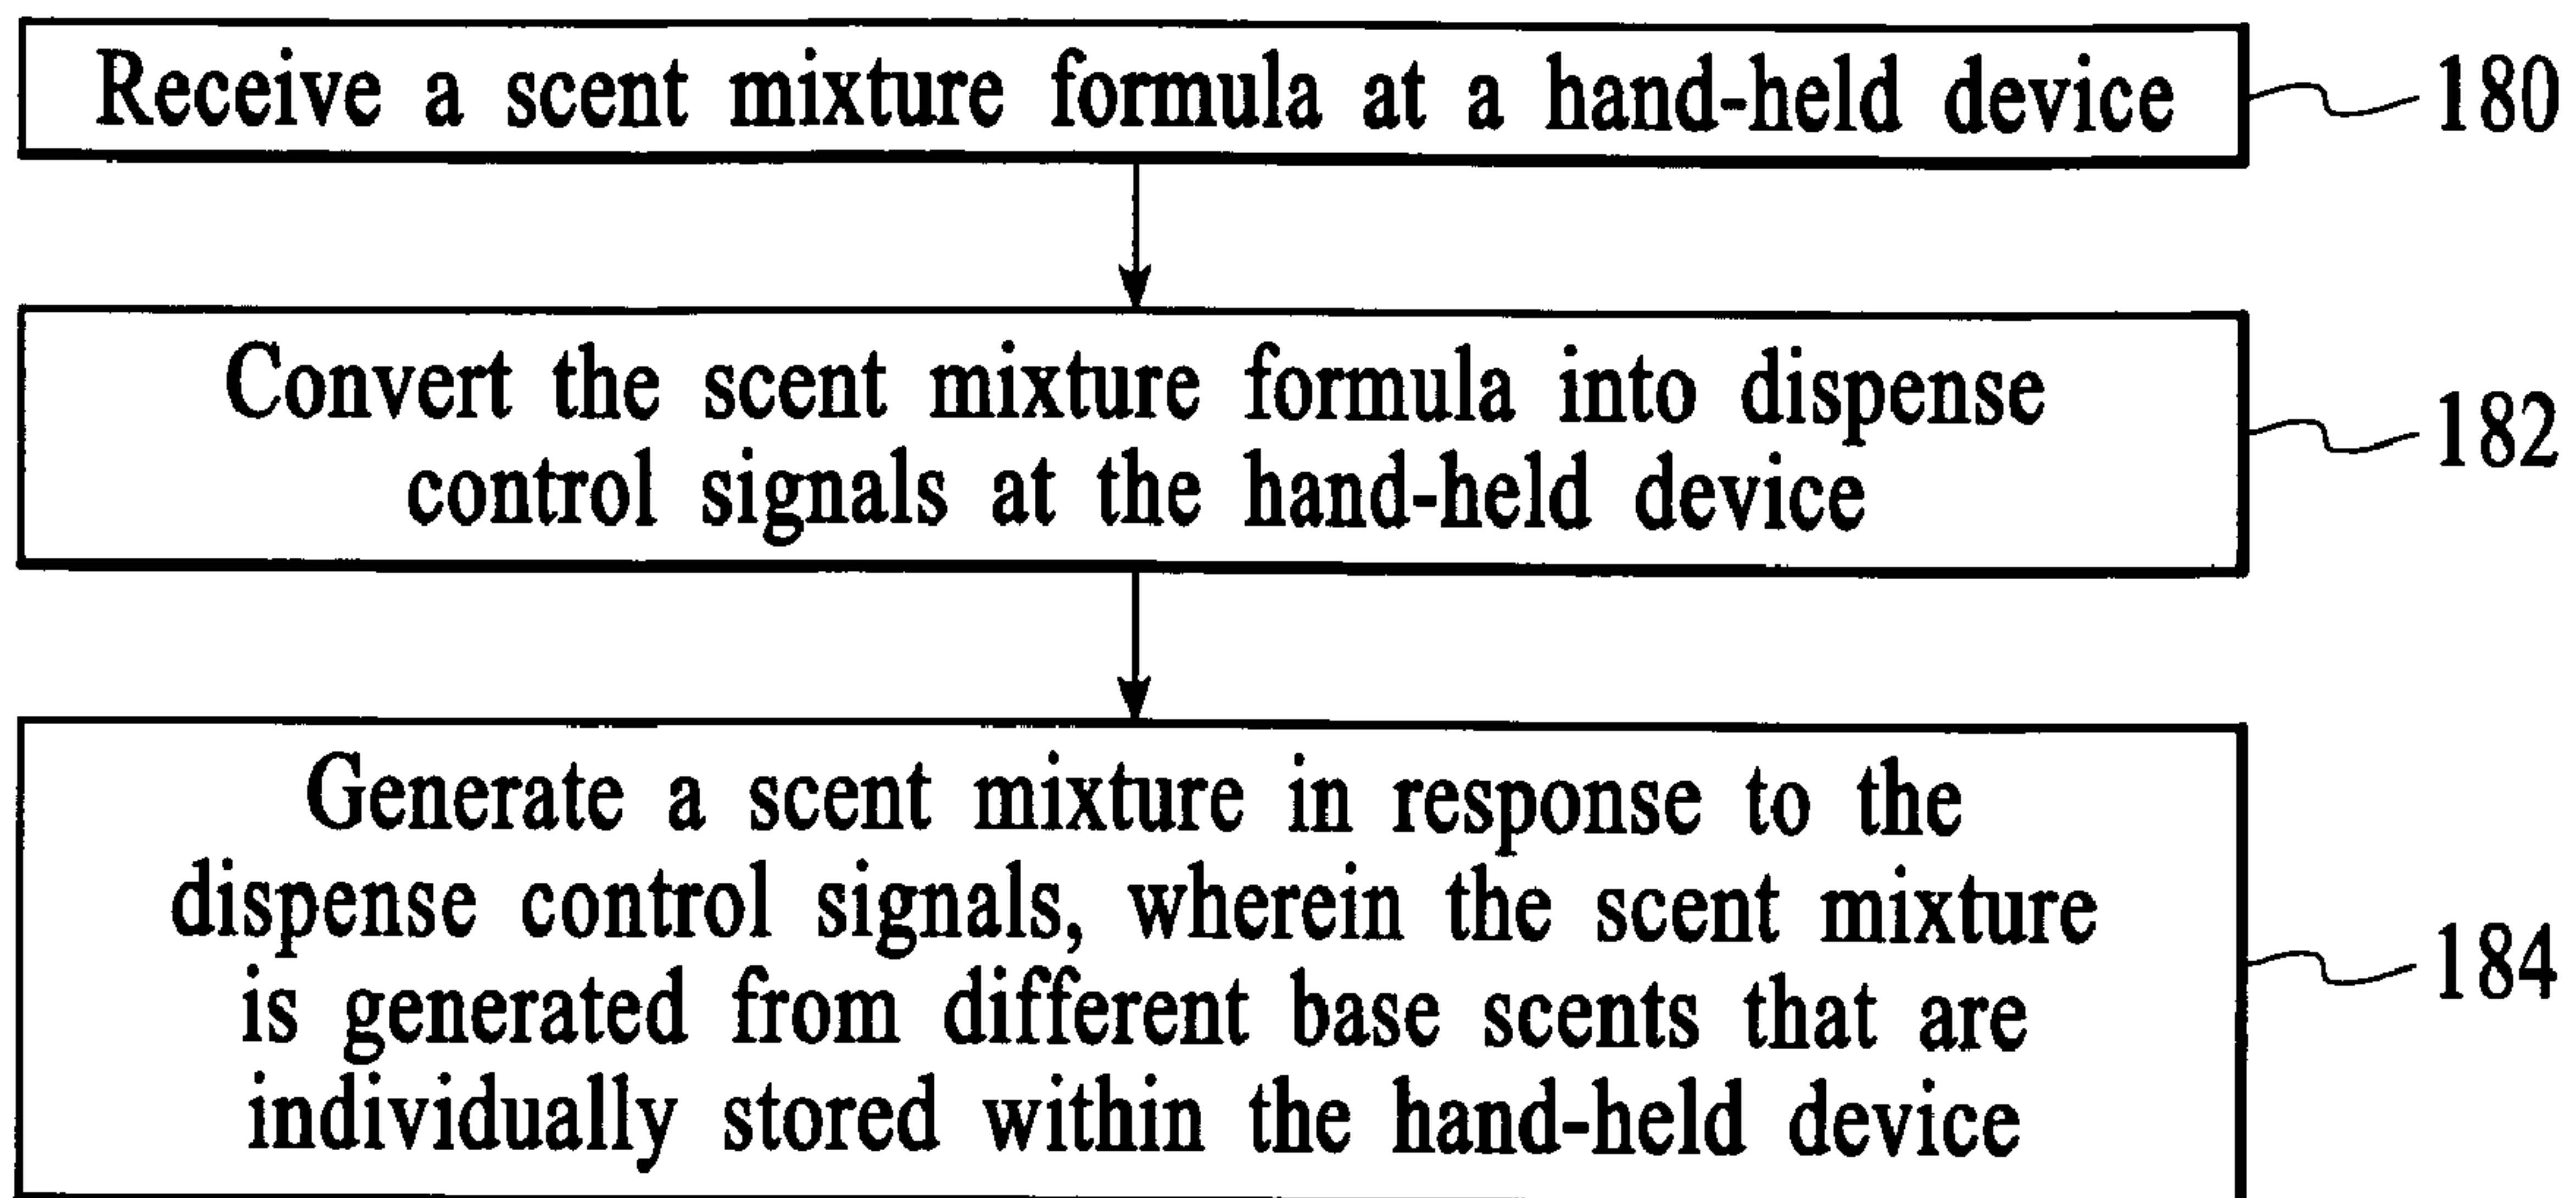 Receive a scent mixture formula at a hand-held device
180
Convert the scent mixture formula into dispense
control signals at the hand-held device
182
Generate a scent mixture in response to the
dispense control signals, wherein the scent mixture
is generated from different base scents that are
individually stored within the hand-held device
184